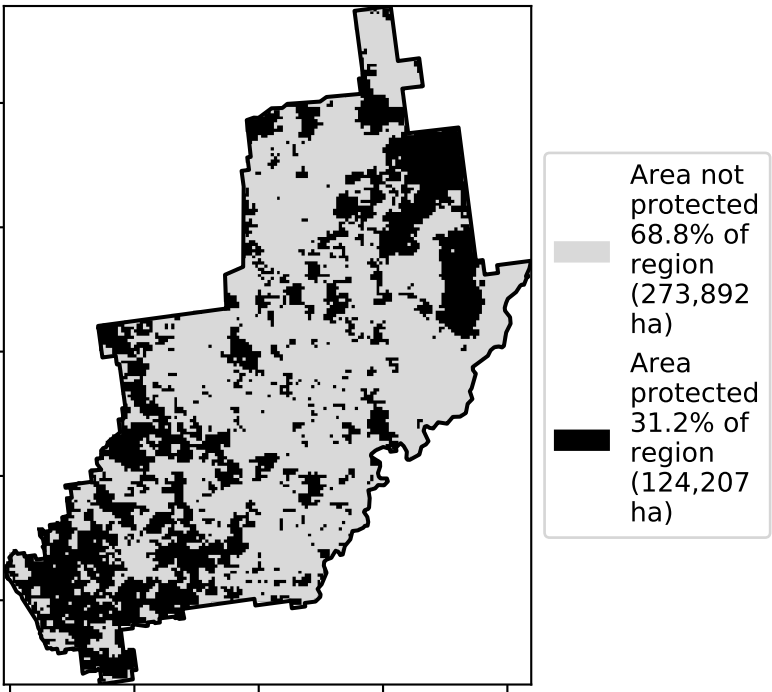 Area not
protected
68.8% of
region
(273,892
ha)
Area
protected
31.2% of
region
(124,207
ha)